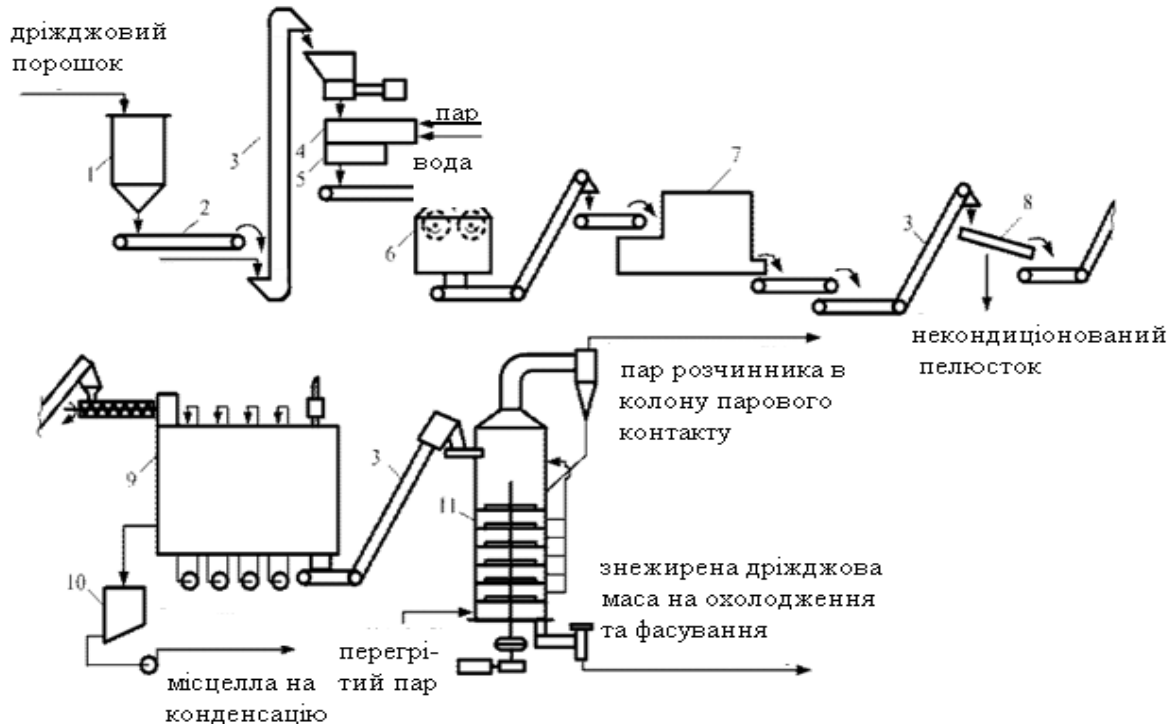 дріжджовий
порошок
1
2
3
4
5
пар
вода
6
7
3
8
некондиціонований
пелюсток
9
10
місцелла на
конденсацію
3
перегрі-
тий пар
11
пар розчинника в
колону парового
контакту
знежирена дріжджова
маса на охолодження
та фасування